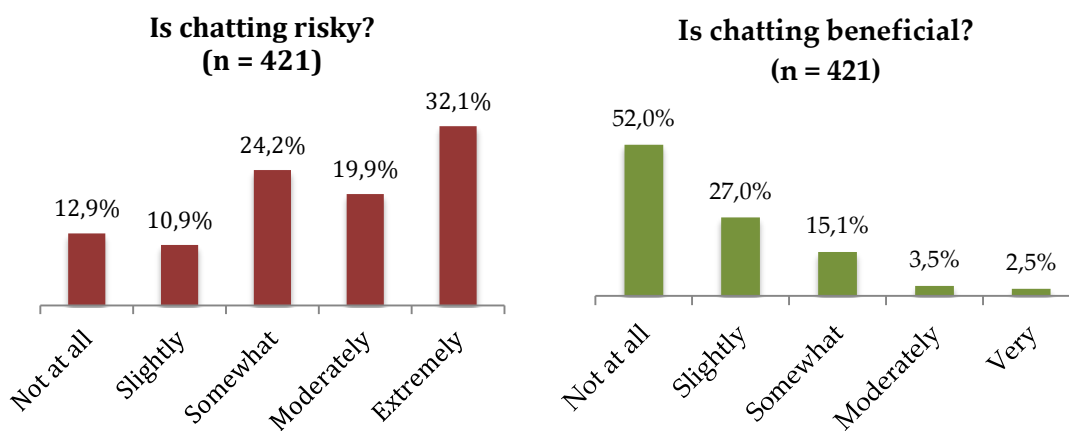 Is chatting risky?
(n = 421)
12,9%
10,9%
24,2%
19,9%
32,1%
Not at all
Slightly
Somewhat
Moderately
Extremely
Is chatting beneficial?
(n = 421)
52,0%
27,0%
15,1%
3,5%
2,5%
Not at all
Slightly
Somewhat
Moderately
Very